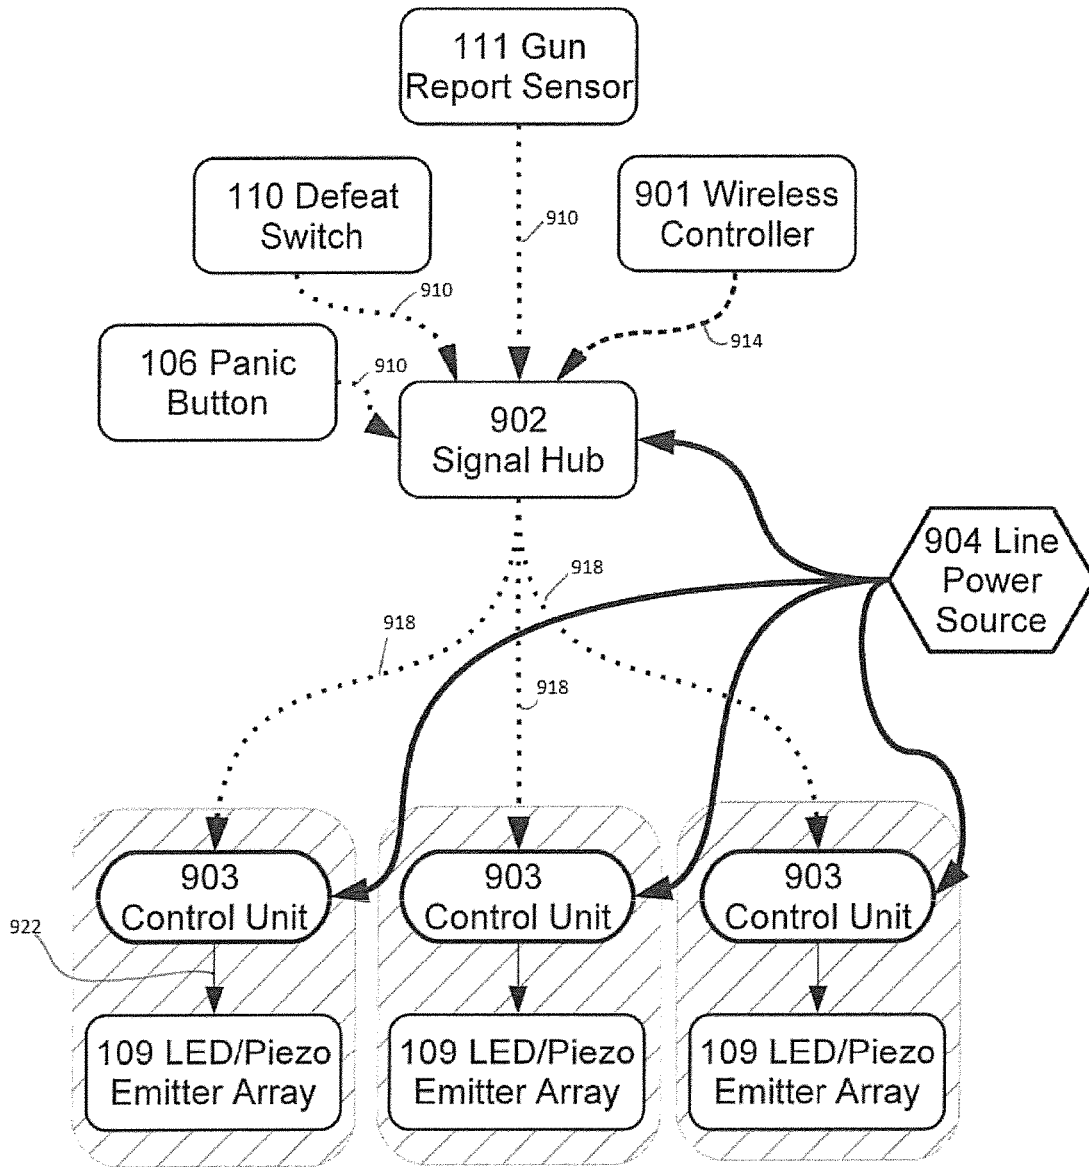 111 Gun
Report Sensor
110 Defeat
Switch
901 Wireless
Controller
910
910
914
106 Panic
Button
910
902
Signal Hub
904 Line
Power
Source
918
918
918
903
Control Unit
903
Control Unit
903
Control Unit
922
109 LED/Piezo
Emitter Array
109 LED/Piezo
Emitter Array
109 LED/Piezo
Emitter Array